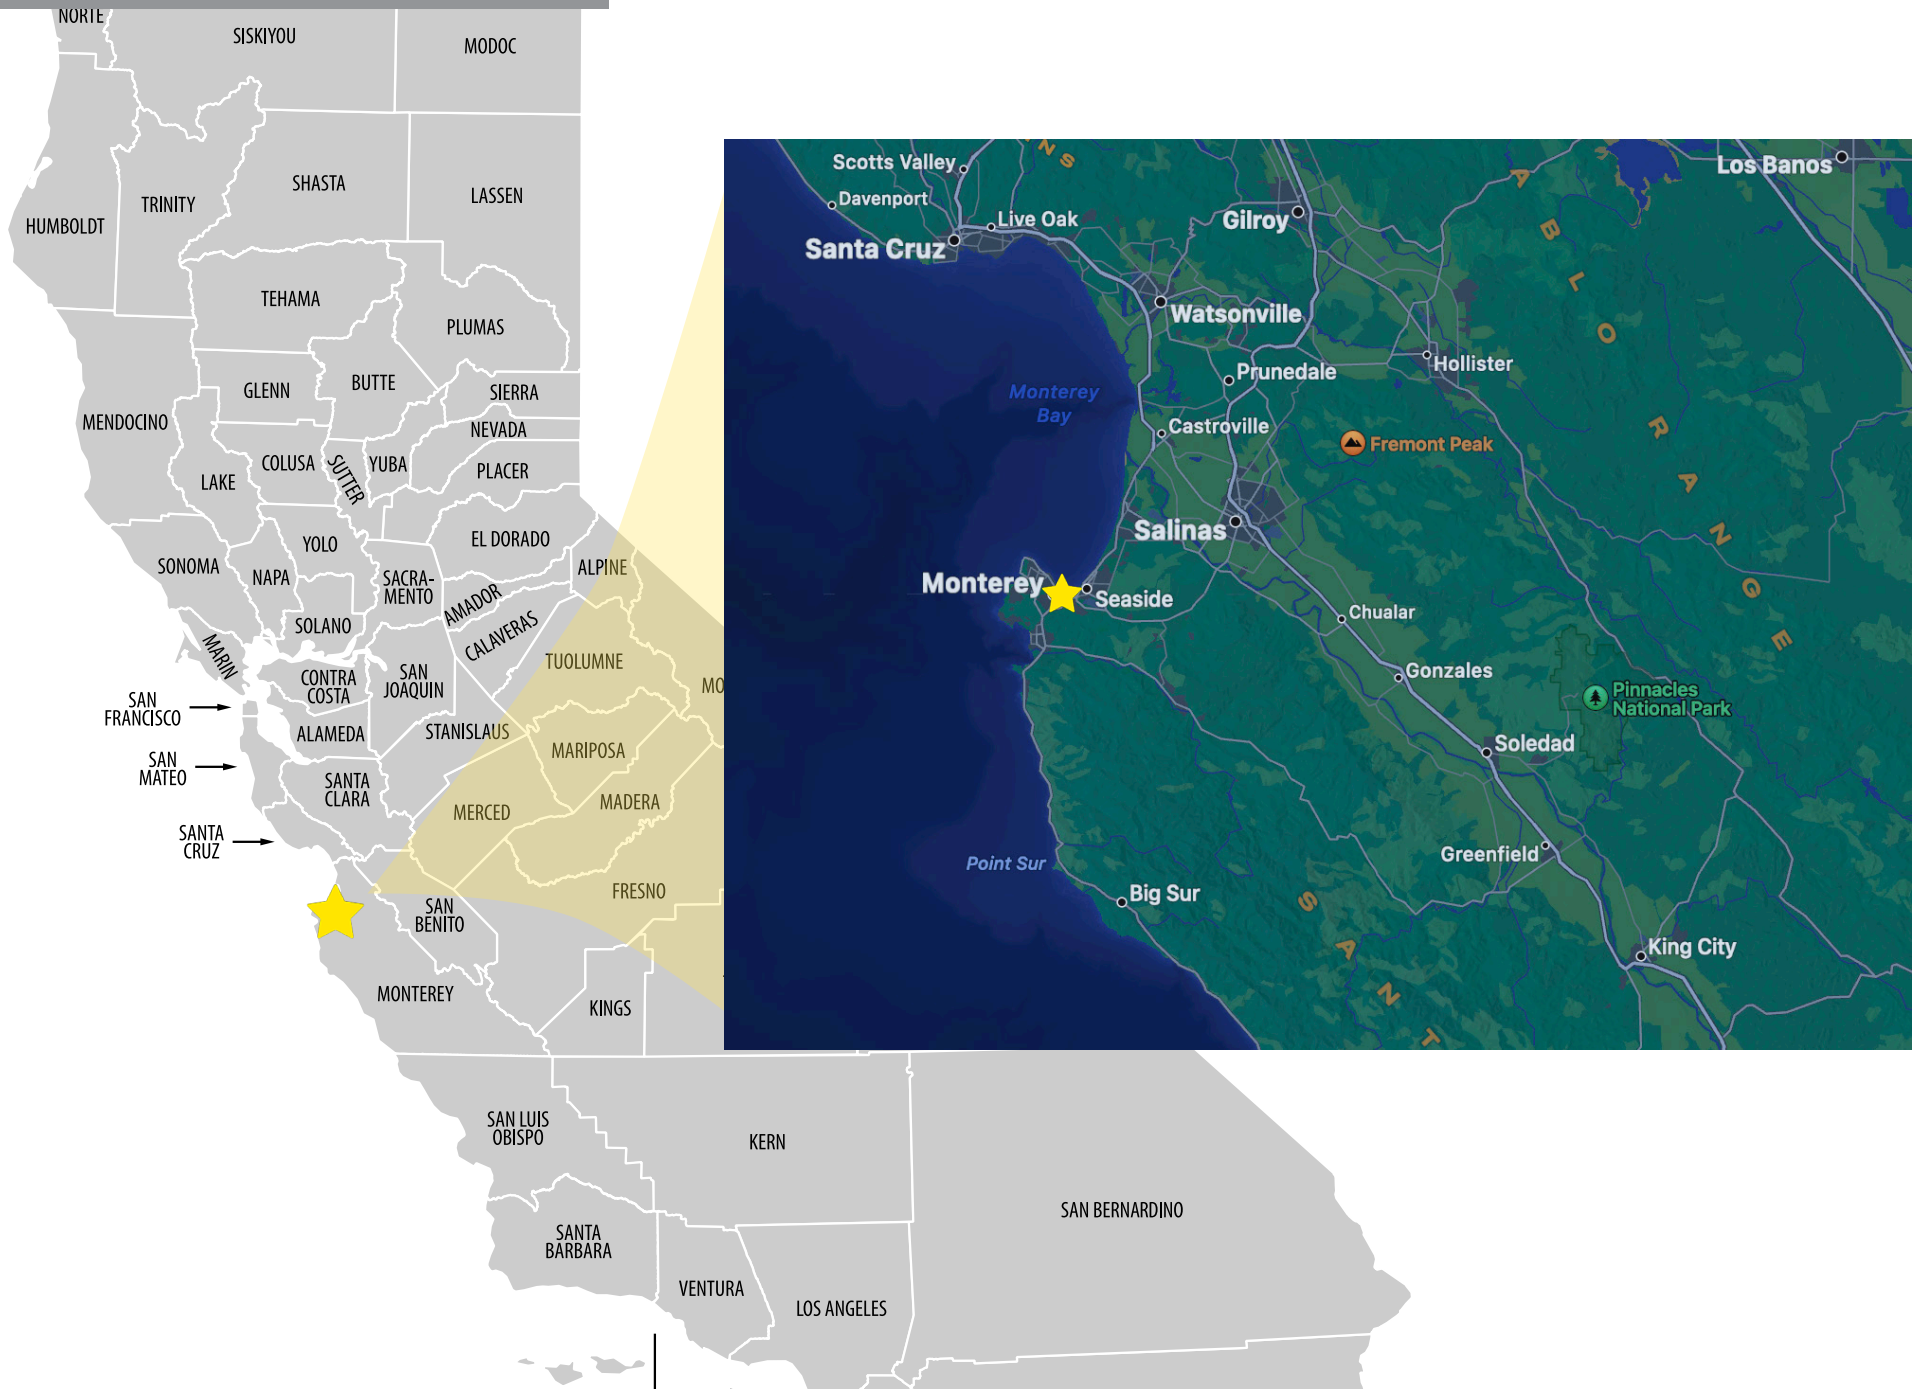 NORTE
SISKIYOU
MODOC
HUMBOLDT
TRINITY
SHASTA
LASSEN
TEHAMA
PLUMAS
GLENN
BUTTE
SIERRA
MENDOCINO
NEVADA
COLUSA
SUTTER
YUBA
PLACER
LAKE
YOLO
EL DORADO
SONOMA
NAPA
SACRA-
MENTO
ALPINE
AMADOR
SOLANO
CALAVERAS
MARIN
CONTRA
COSTA
SAN
JOAQUIN
TUOLUMNE
MO
SAN
FRANCISCO
ALAMEDA
STANISLAUS
MARIPOSA
SAN
MATEO
SANTA
CLARA
MERCED
MADERA
SANTA
CRUZ
FRESNO
SAN
BENITO
MONTEREY
KINGS
SAN LUIS
OBISPO
KERN
SAN BERNARDINO
SANTA
BARBARA
VENTURA
LOS ANGELES
NS
Scotts Valley
Davenport
Live Oak
Santa Cruz
Gilroy
Los Banos
Watsonville
Prunedale
Hollister
Monterey
Bay
Castroville
Fremont Peak
Salinas
Monterey
Seaside
Chualar
Gonzales
Pinnacles
National Park
Soledad
Greenfield
Point Sur
Big Sur
King City
ABLO RANGE
SANT